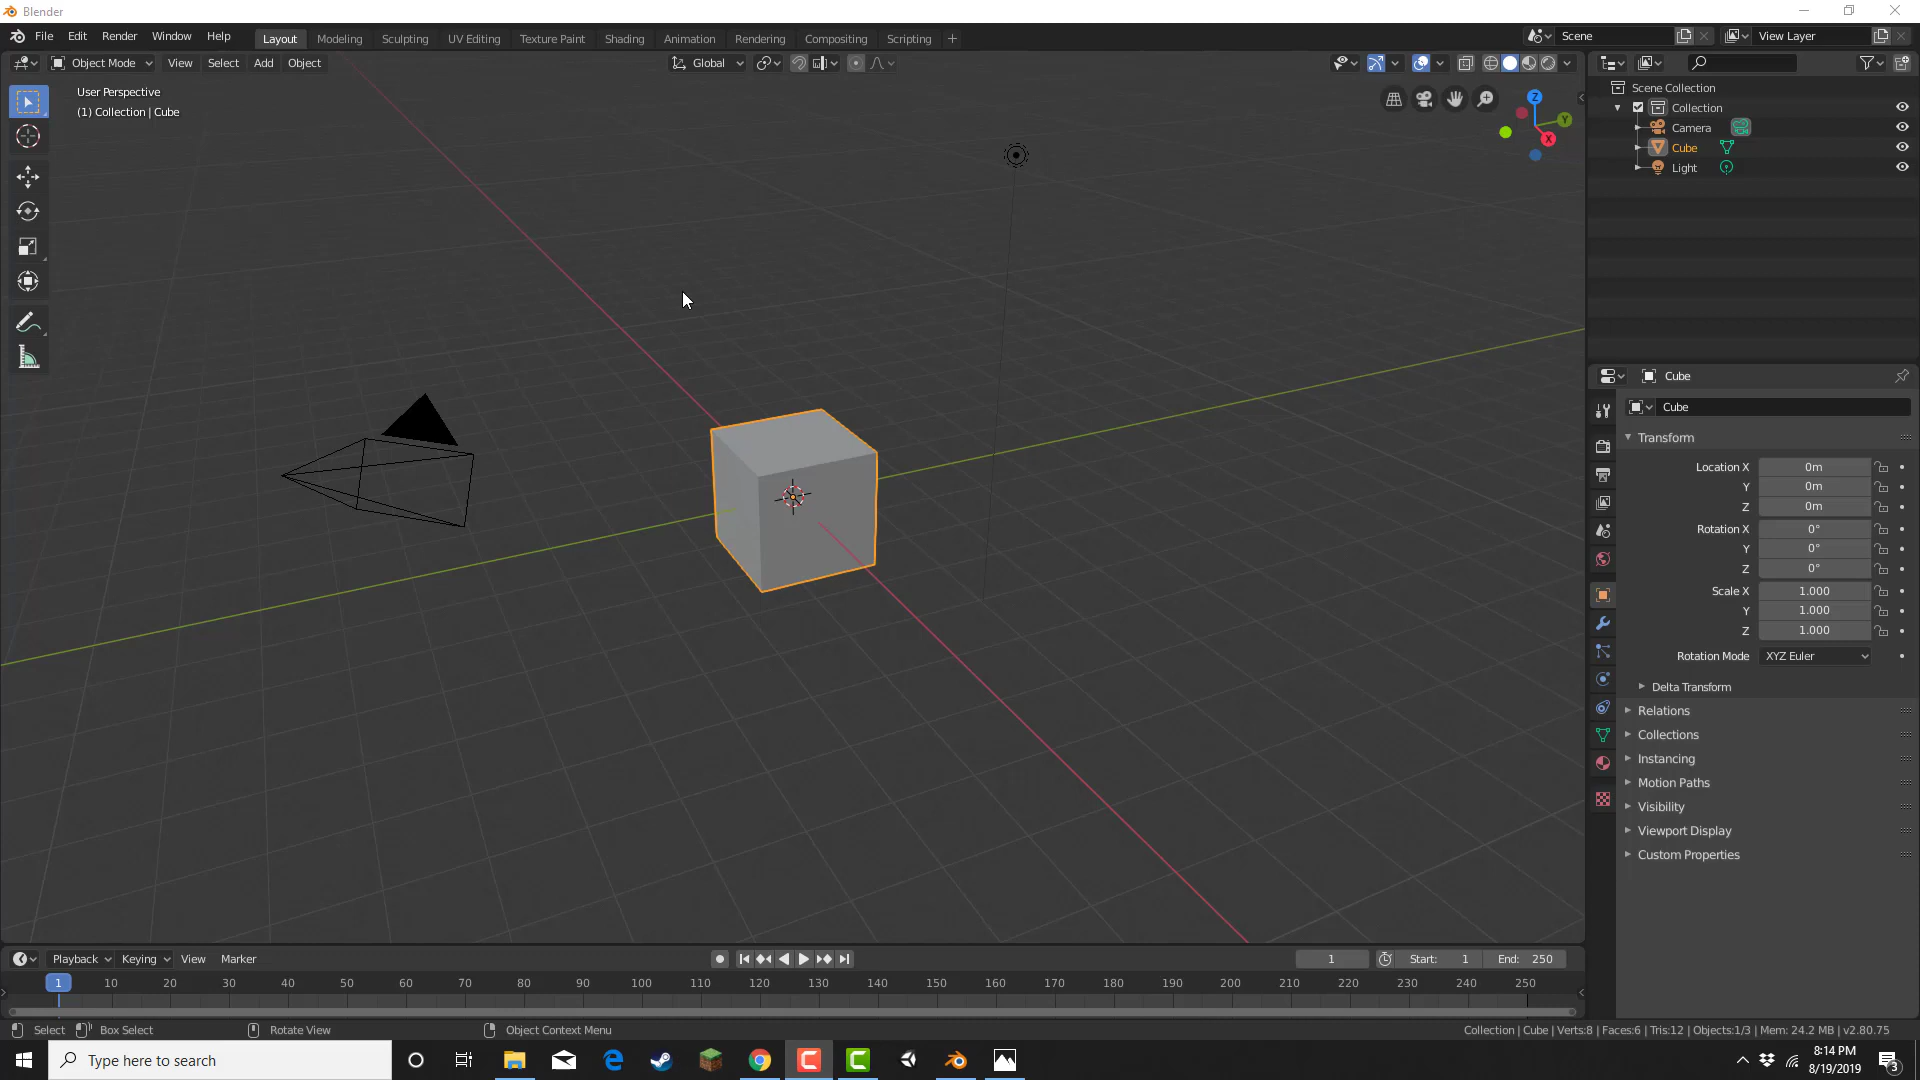 Blender
File Edit Render Window Help Layout Modeling Sculpting UV Editing Texture Paint Shading Animation Rendering Compositing Scripting + Scene View Layer
Object Mode View Select Add Object Global
User Perspective
(1) Collection | Cube
Z
Y
X
Scene Collection
Collection
Camera
Cube
Light
Cube
Cube
Transform
Location X 0m
Y 0m
Z 0m
Rotation X 0°
Y 0°
Z 0°
Scale X 1.000
Y 1.000
Z 1.000
Rotation Mode XYZ Euler
Delta Transform
Relations
Collections
Instancing
Motion Paths
Visibility
Viewport Display
Custom Properties
Playback Keying View Marker 1 Start: 1 End: 250
1 10 20 30 40 50 60 70 80 90 100 110 120 130 140 150 160 170 180 190 200 210 220 230 240 250
Select Box Select Rotate View Object Context Menu Collection | Cube | Verts:8 | Faces:6 | Tris:12 | Objects:1/3 | Mem: 24.2 MB | v2.80.75
Type here to search
8:14 PM
8/19/2019
3